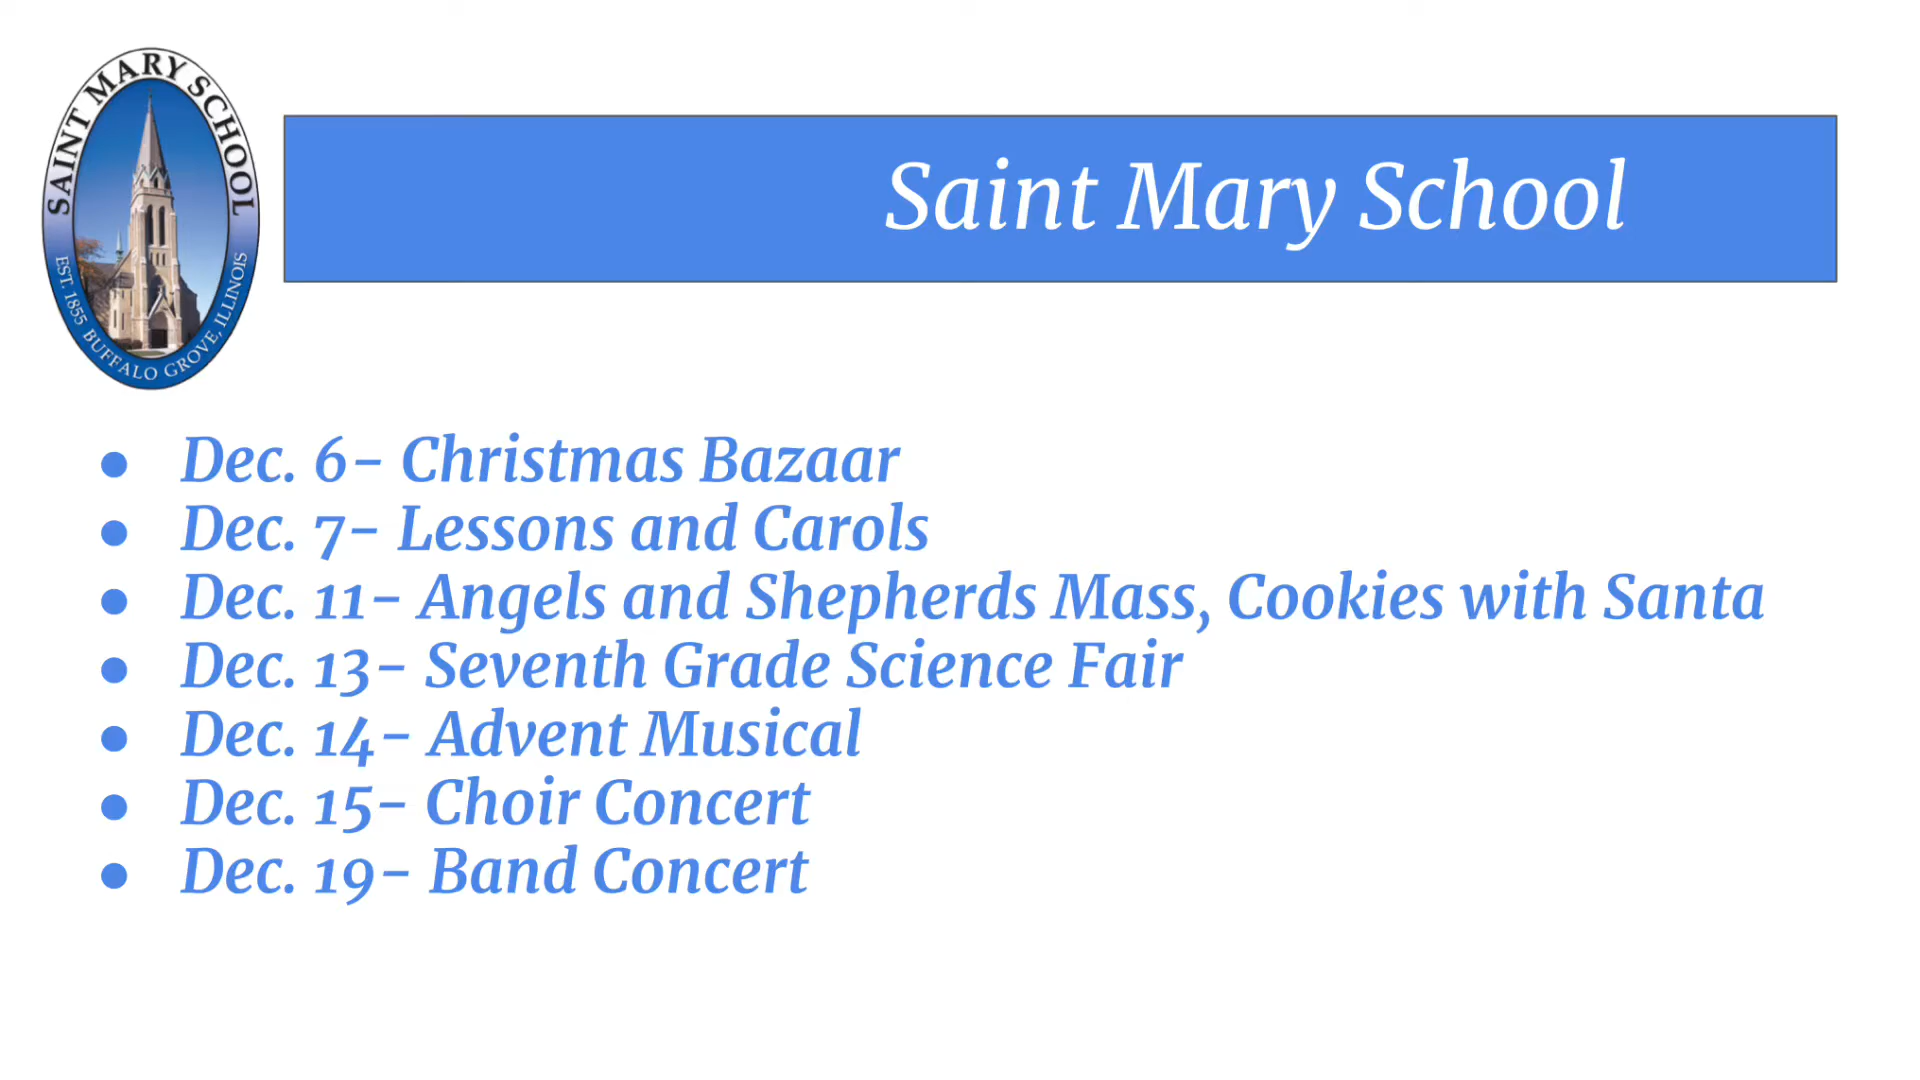 SAINT MARY SCHOOL
EST. 1855 BUFFALO GROVE, ILLINOIS
Saint Mary School
● Dec. 6- Christmas Bazaar
● Dec. 7- Lessons and Carols
● Dec. 11- Angels and Shepherds Mass, Cookies with Santa
● Dec. 13- Seventh Grade Science Fair
● Dec. 14- Advent Musical
● Dec. 15- Choir Concert
● Dec. 19- Band Concert